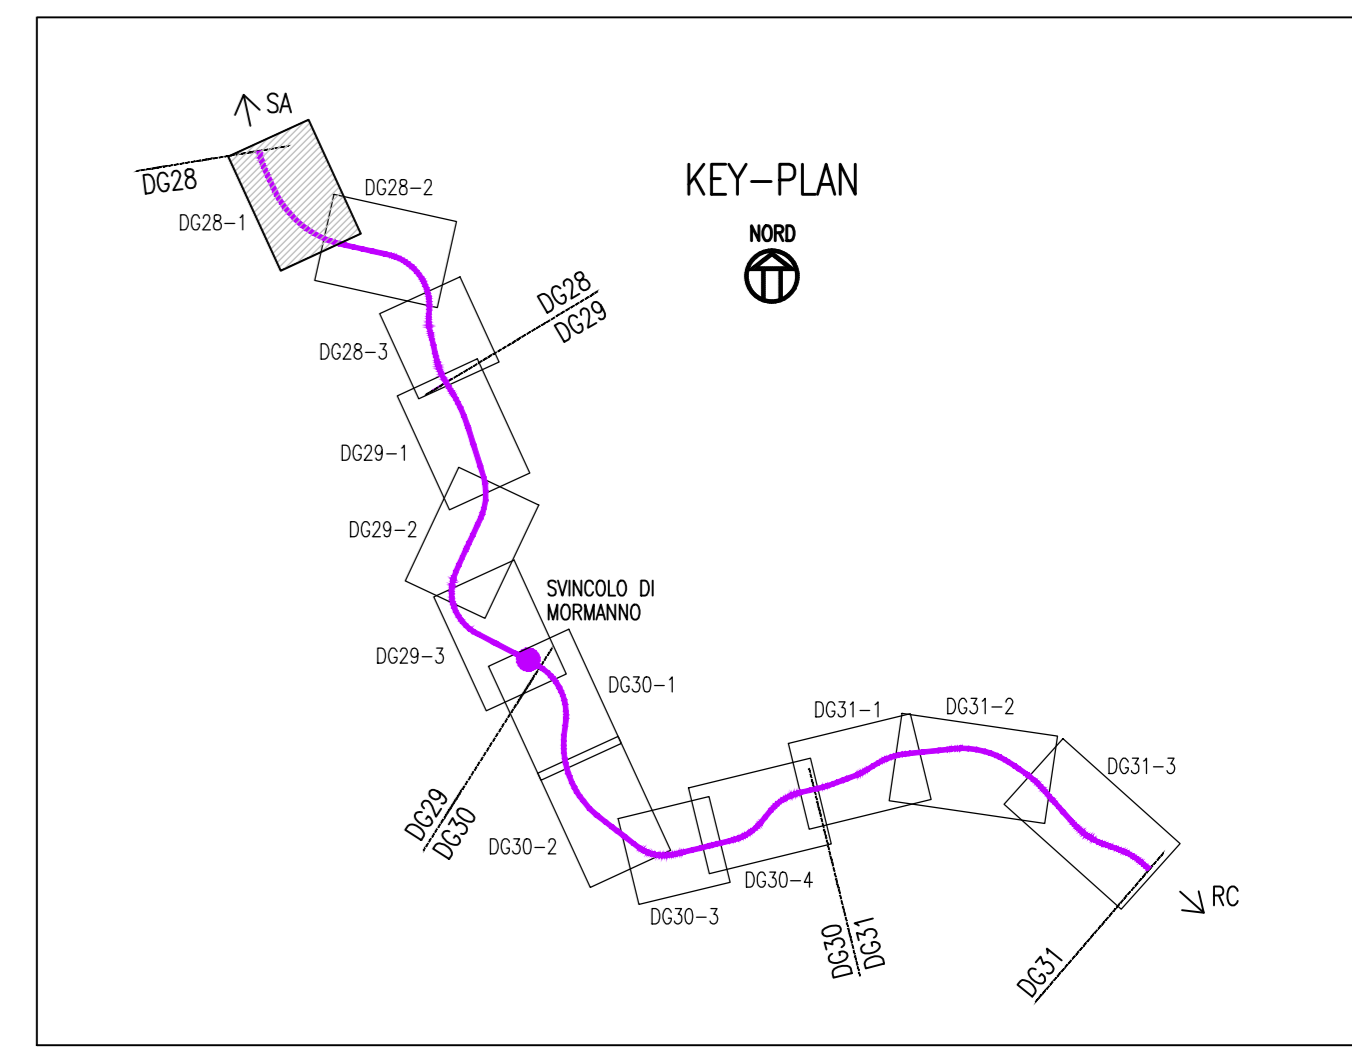 SA
KEY-PLAN
NORD
DG28
DG28-1
DG28-2
DG28
DG29
DG28-3
DG29-1
DG29-2
SVINCOLO DI
MORMANNO
DG29-3
DG30-1
DG29
DG30
DG30-2
DG30-3
DG30-4
DG31-1
DG31-2
DG31-3
DG30
DG31
RC
DG31